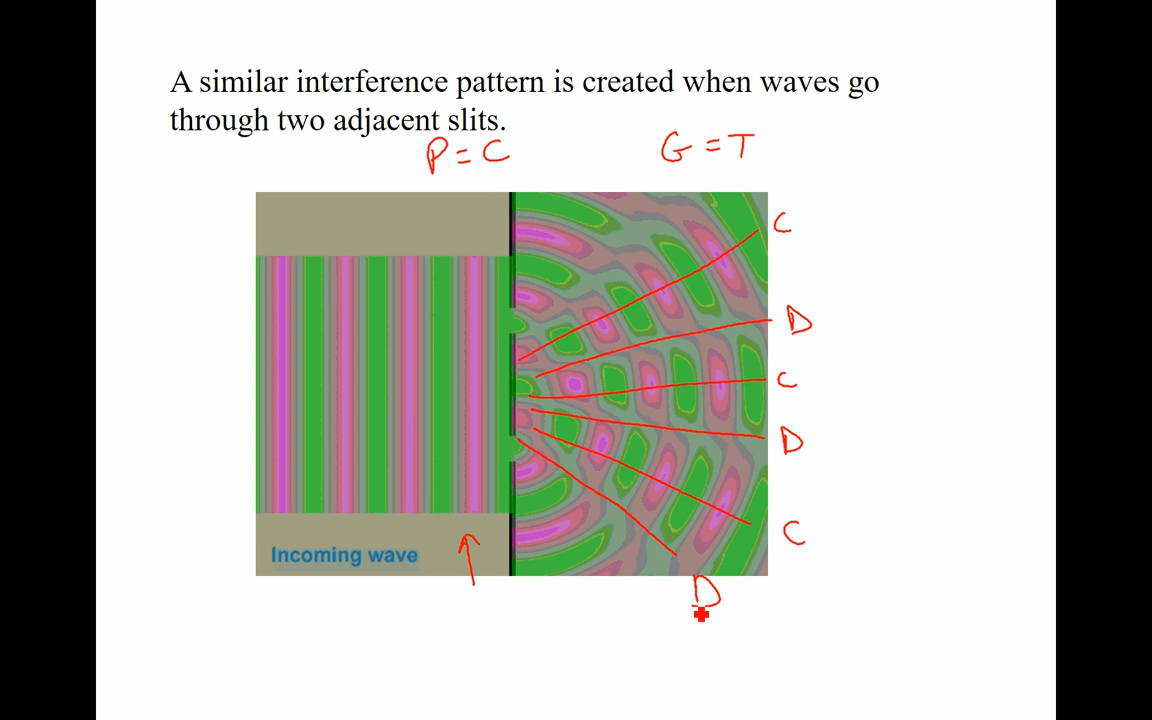 A similar interference pattern is created when waves go
through two adjacent slits.
P = C
G = T
C
D
C
D
C
Incoming wave
D